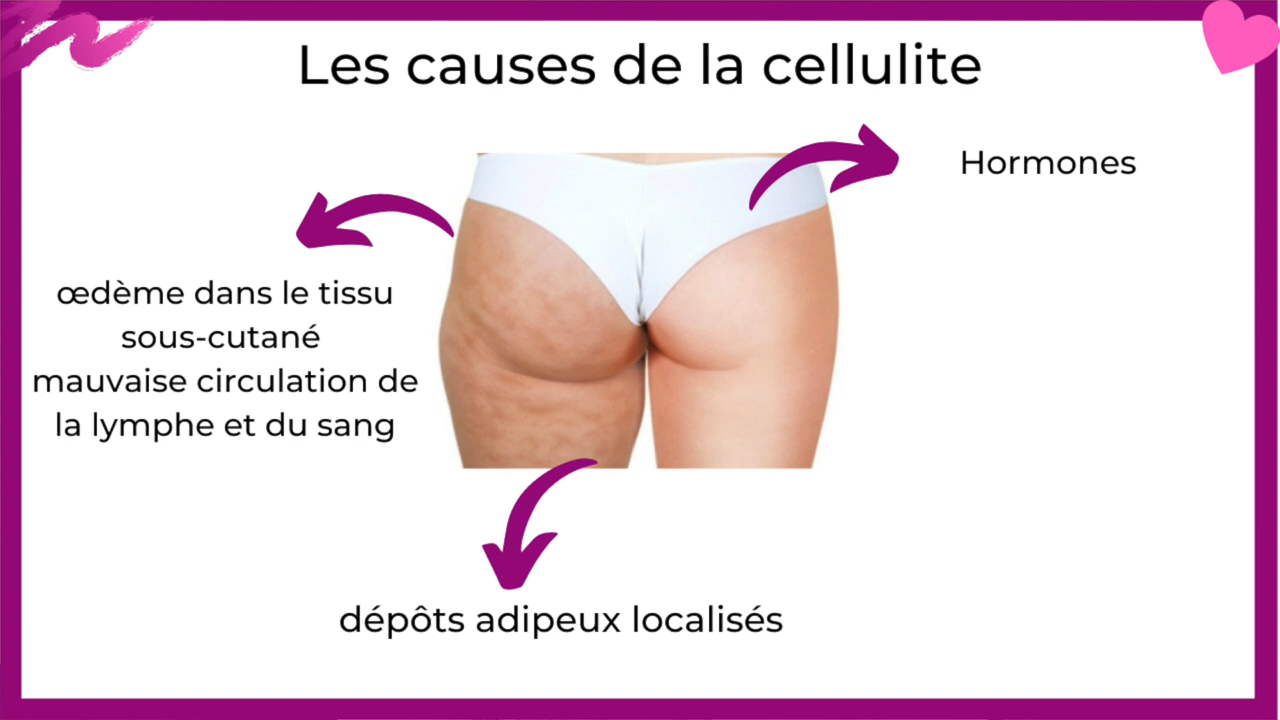 Les causes de la cellulite
Hormones
œdème dans le tissu
sous-cutané
mauvaise circulation de
la lymphe et du sang
dépôts adipeux localisés